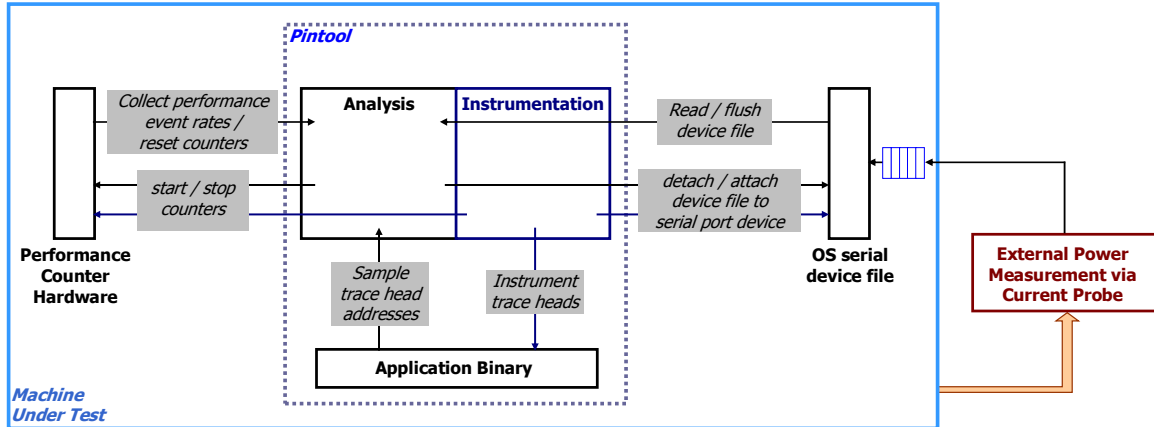 Pintool
Analysis
Instrumentation
Collect performance
event rates /
reset counters
Read / flush
device file
start / stop
counters
detach / attach
device file to
serial port device
Performance
Counter
Hardware
Sample
trace head
addresses
Instrument
trace heads
OS serial
device file
External Power
Measurement via
Current Probe
Application Binary
Machine
Under Test